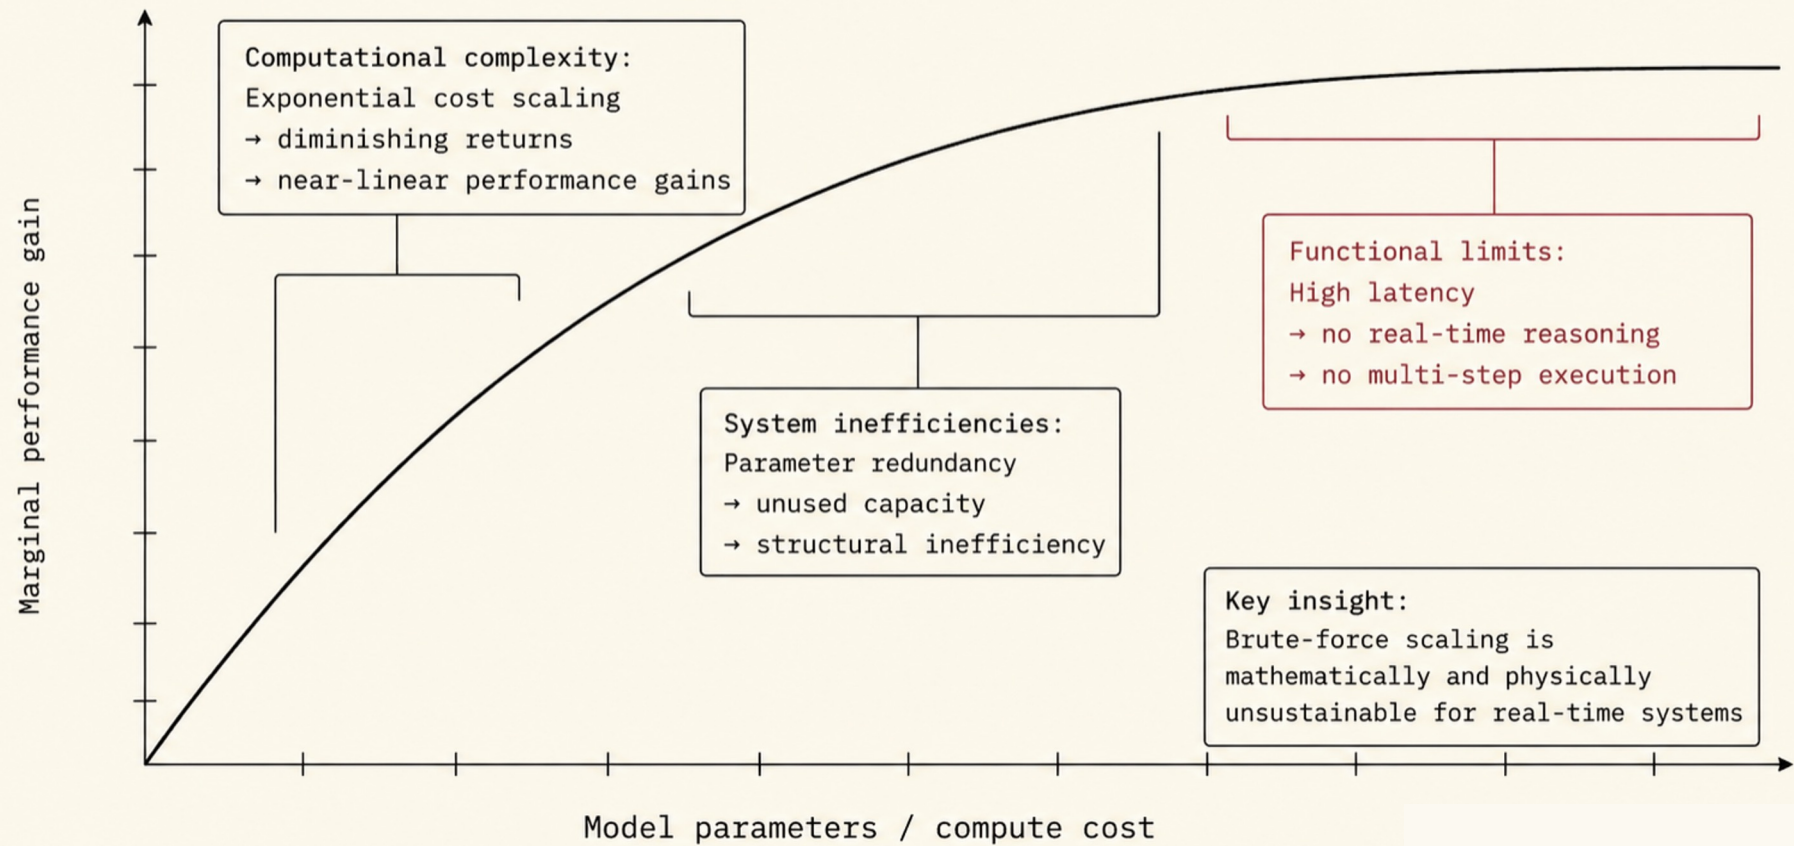 Computational complexity:
Exponential cost scaling
→ diminishing returns
→ near-linear performance gains
Functional limits:
High latency
→ no real-time reasoning
→ no multi-step execution
System inefficiencies:
Parameter redundancy
→ unused capacity
→ structural inefficiency
Key insight:
Brute-force scaling is
mathematically and physically
unsustainable for real-time systems
Marginal performance gain
Model parameters / compute cost